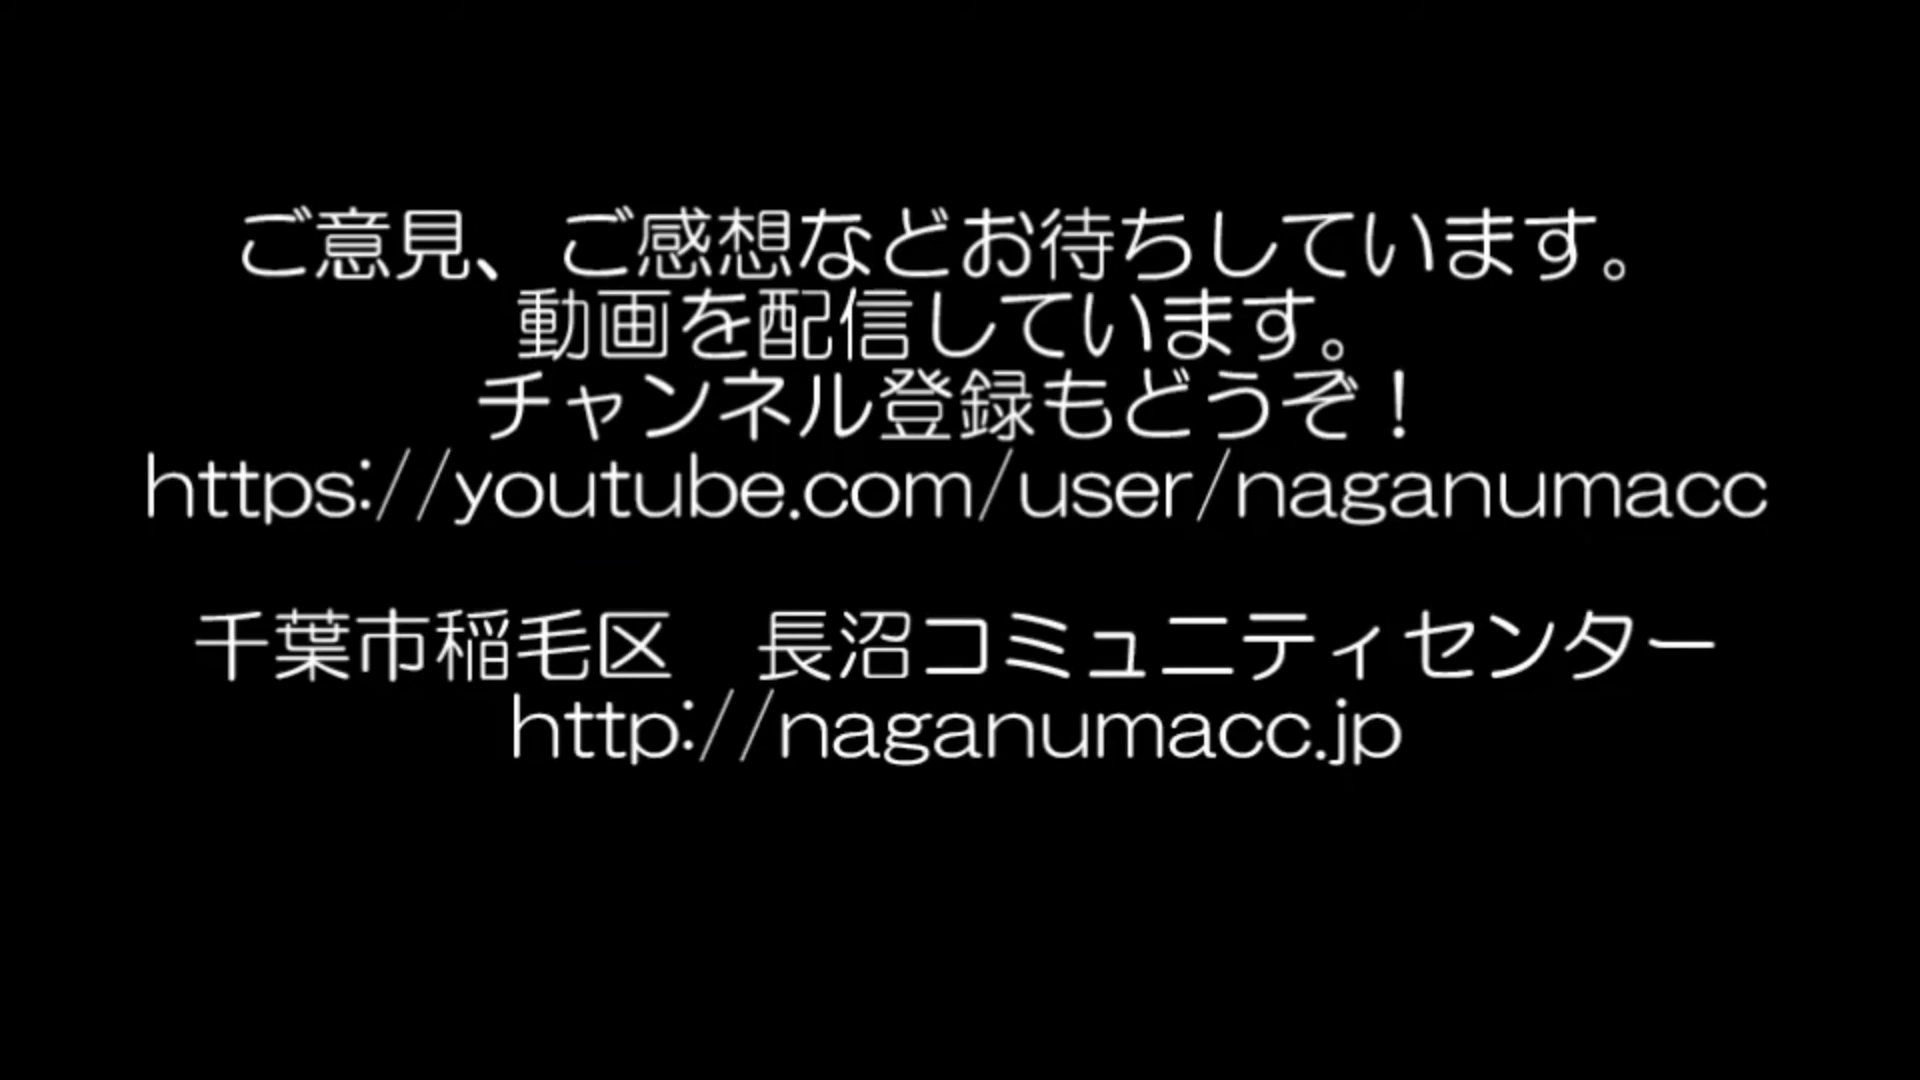 ご意見、ご感想などお待ちしています。
動画を配信しています。
チャンネル登録もどうぞ！
https://youtube.com/user/naganumacc
千葉市稲毛区　長沼コミュニティセンター
http://naganumacc.jp